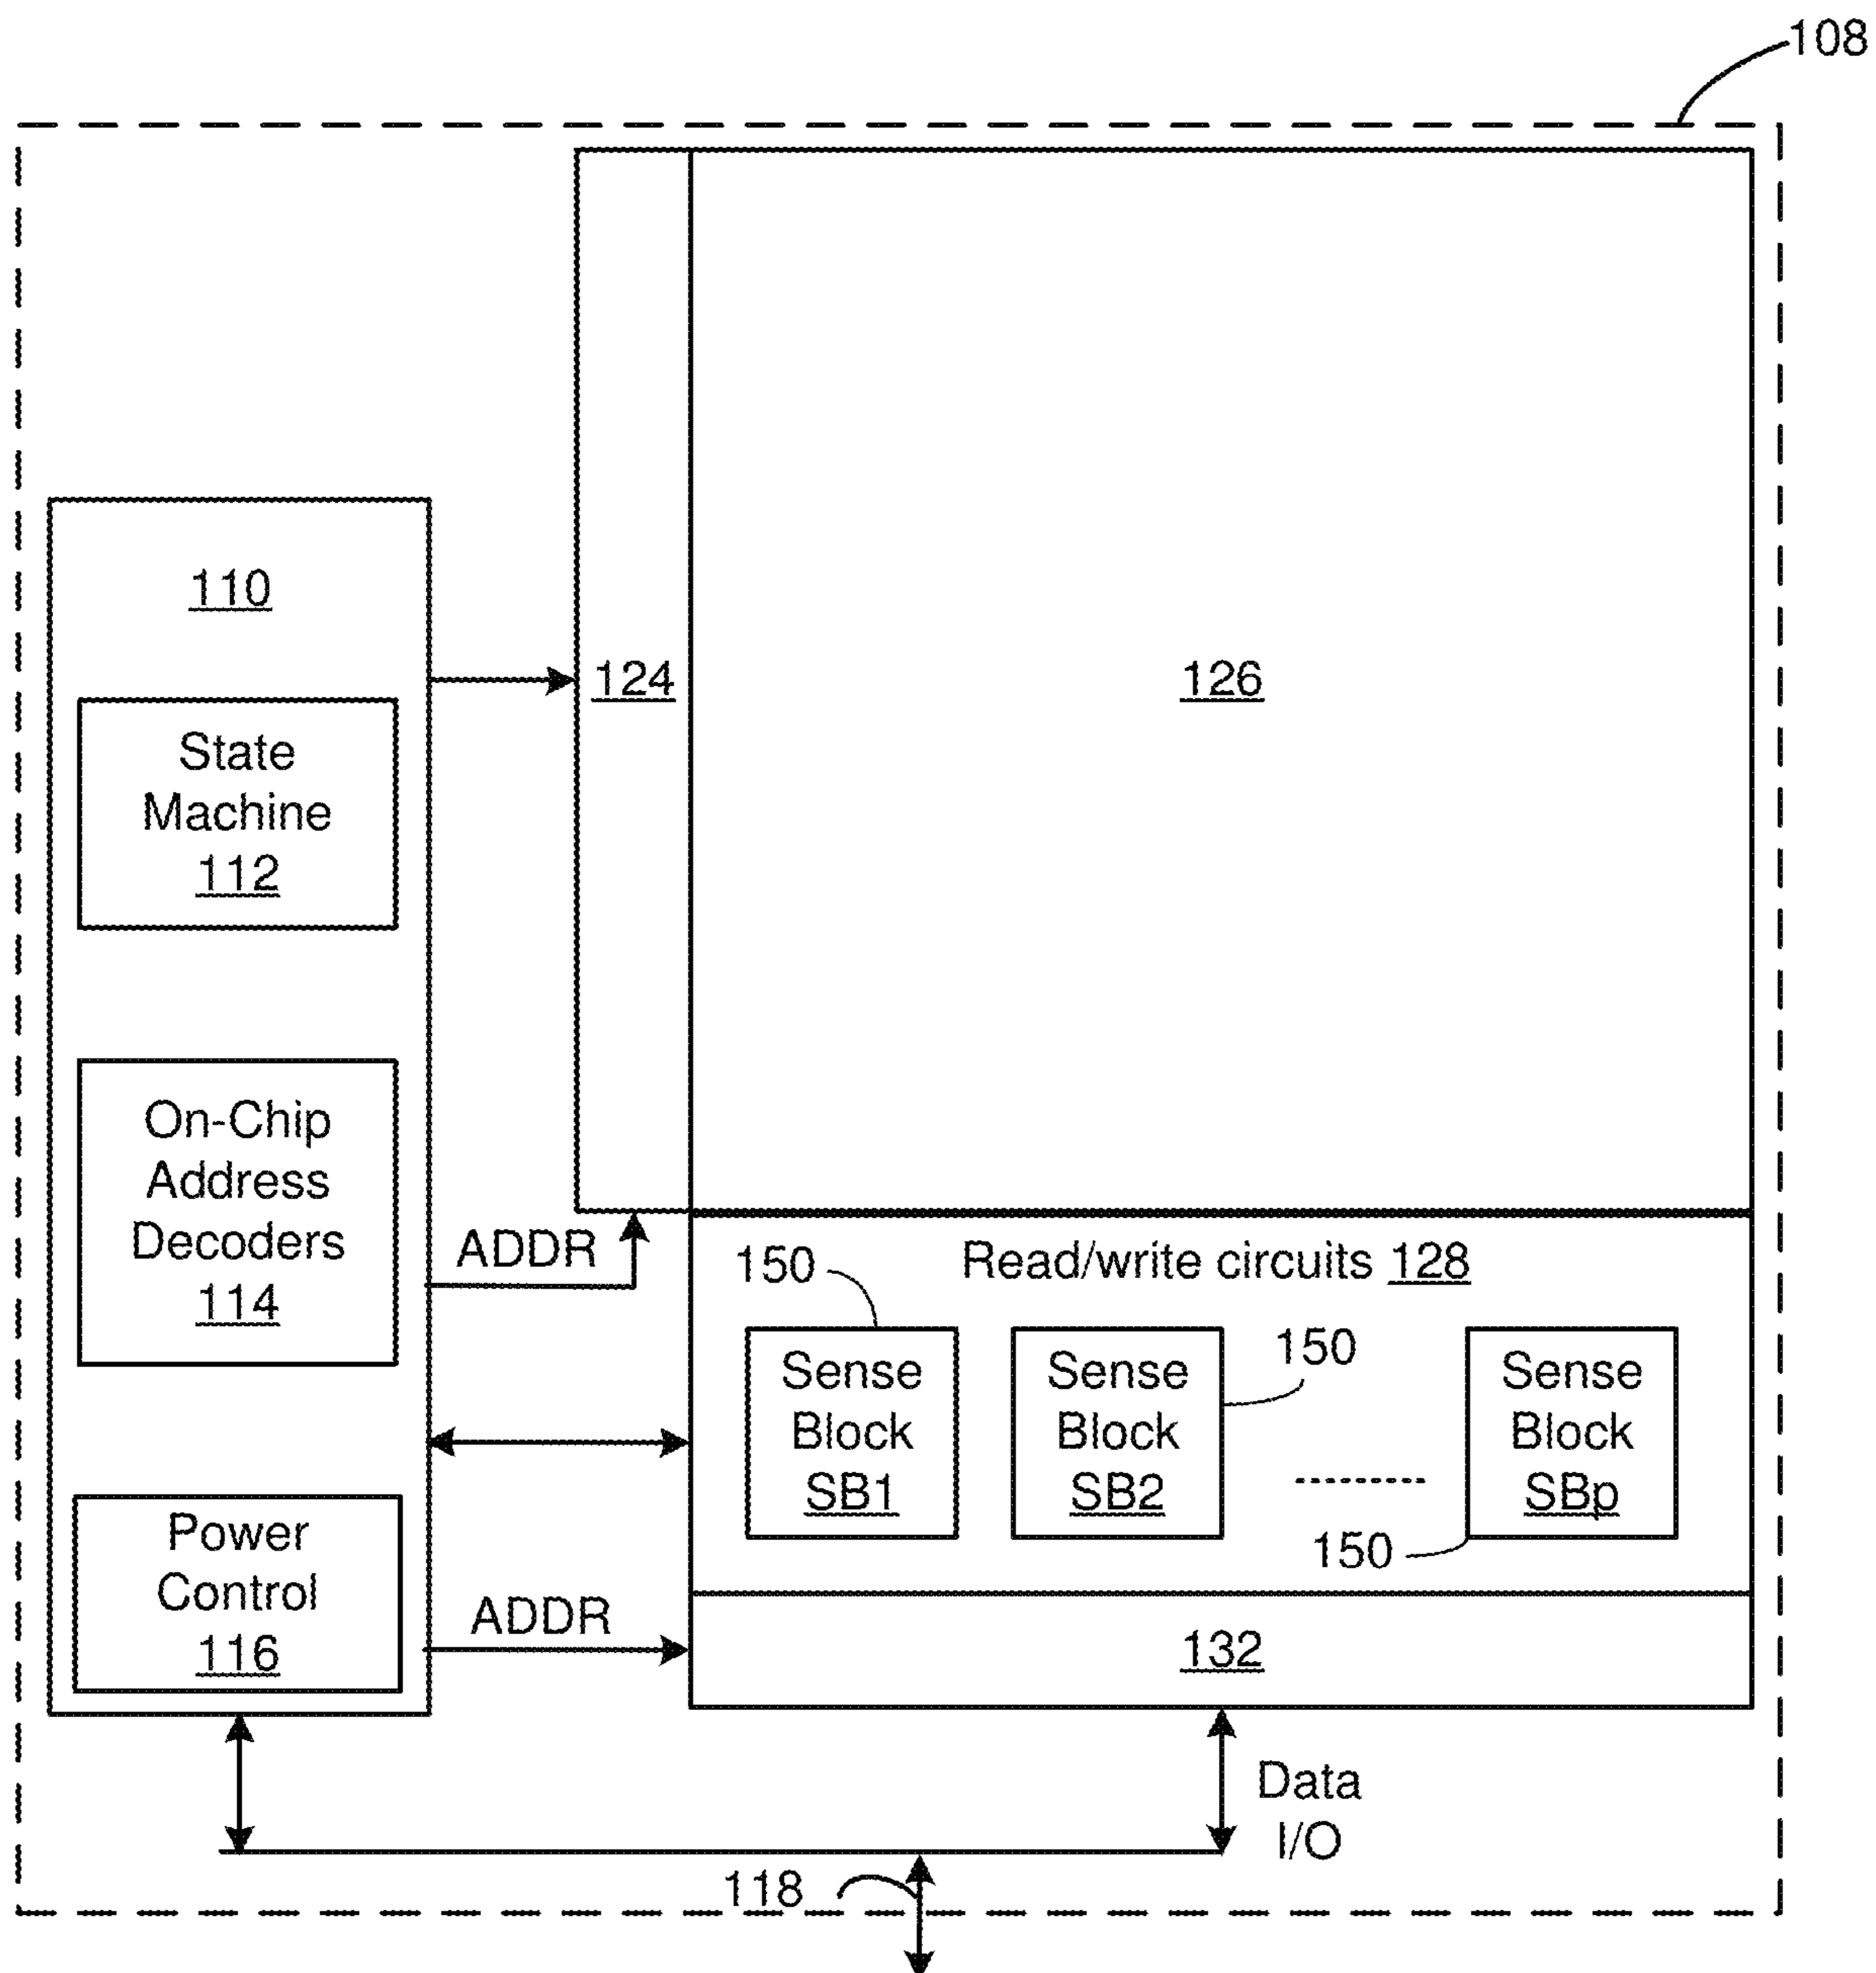 108
110
124
126
State
Machine
112
On-Chip
Address
Decoders
114
ADDR
150
Read/write circuits 128
Sense
Block
SB1
Sense
Block
SB2
150
Sense
Block
SBp
150
Power
Control
116
ADDR
132
Data
I/O
118